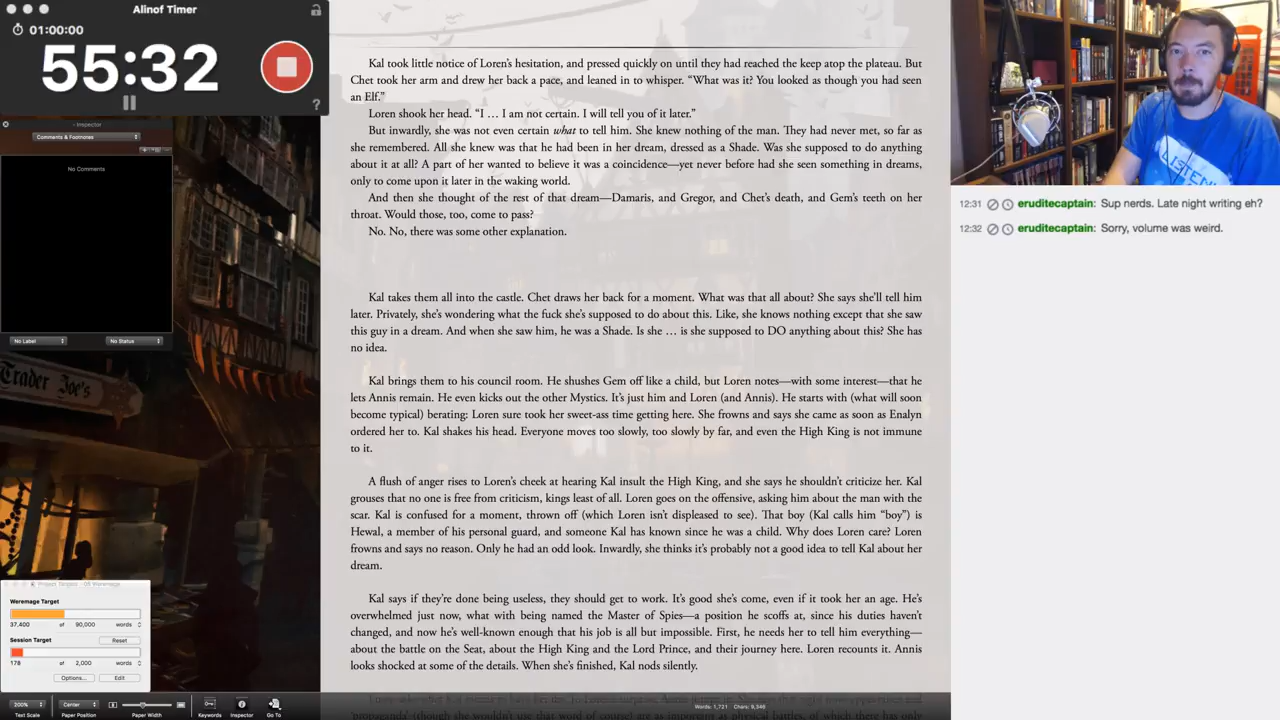 Alinof Timer
01:00:00
55:32
?
Inspector
Comments & Footnotes
No Comments
No Label
No Status
Trader Joe's
Weremage Target
37,400 of 90,000 words
Session Target
Reset
178 of 2,000 words
Options...
Edit
200%
Text Scale
Center
Paper Position
Paper Width
Keywords
Inspector
Go To
Kal took little notice of Loren's hesitation, and pressed quickly on until they had reached the keep atop the plateau. But
Chet took her arm and drew her back a pace, and leaned in to whisper. “What was it? You looked as though you had seen
an Elf.”
Loren shook her head. “I … I am not certain. I will tell you of it later.”
But inwardly, she was not even certain what to tell him. She knew nothing of the man. They had never met, so far as
she remembered. All she knew was that he had been in her dream, dressed as a Shade. Was she supposed to do anything
about it at all? A part of her wanted to believe it was a coincidence—yet never before had she seen something in dreams,
only to come upon it later in the waking world.
And then she thought of the rest of that dream—Damaris, and Gregor, and Chet's death, and Gem's teeth on her
throat. Would those, too, come to pass?
No. No, there was some other explanation.
Kal takes them all into the castle. Chet draws her back for a moment. What was that all about? She says she'll tell him
later. Privately, she's wondering what the fuck she's supposed to do about this. Like, she knows nothing except that she saw
this guy in a dream. And when she saw him, he was a Shade. Is she … is she supposed to DO anything about this? She has
no idea.
Kal brings them to his council room. He shushes Gem off like a child, but Loren notes—with some interest—that he
lets Annis remain. He even kicks out the other Mystics. It's just him and Loren (and Annis). He starts with (what will soon
become typical) berating: Loren sure took her sweet-ass time getting here. She frowns and says she came as soon as Enalyn
ordered her to. Kal shakes his head. Everyone moves too slowly, too slowly by far, and even the High King is not immune
to it.
A flush of anger rises to Loren's cheek at hearing Kal insult the High King, and she says he shouldn't criticize her. Kal
grouses that no one is free from criticism, kings least of all. Loren goes on the offensive, asking him about the man with the
scar. Kal is confused for a moment, thrown off (which Loren isn't displeased to see). That boy (Kal calls him “boy”) is
Hewal, a member of his personal guard, and someone Kal has known since he was a child. Why does Loren care? Loren
frowns and says no reason. Only he had an odd look. Inwardly, she thinks it's probably not a good idea to tell Kal about her
dream.
Kal says if they're done being useless, they should get to work. It's good she's come, even if it took her an age. He's
overwhelmed just now, what with being named the Master of Spies—a position he scoffs at, since his duties haven't
changed, and now he's well-known enough that his job is all but impossible. First, he needs her to tell him everything—
about the battle on the Seat, about the High King and the Lord Prince, and their journey here. Loren recounts it. Annis
looks shocked at some of the details. When she's finished, Kal nods silently.
Words: 1,721, Chars: 9,346
12:31 eruditecaptain: Sup nerds. Late night writing eh?
12:32 eruditecaptain: Sorry, volume was weird.